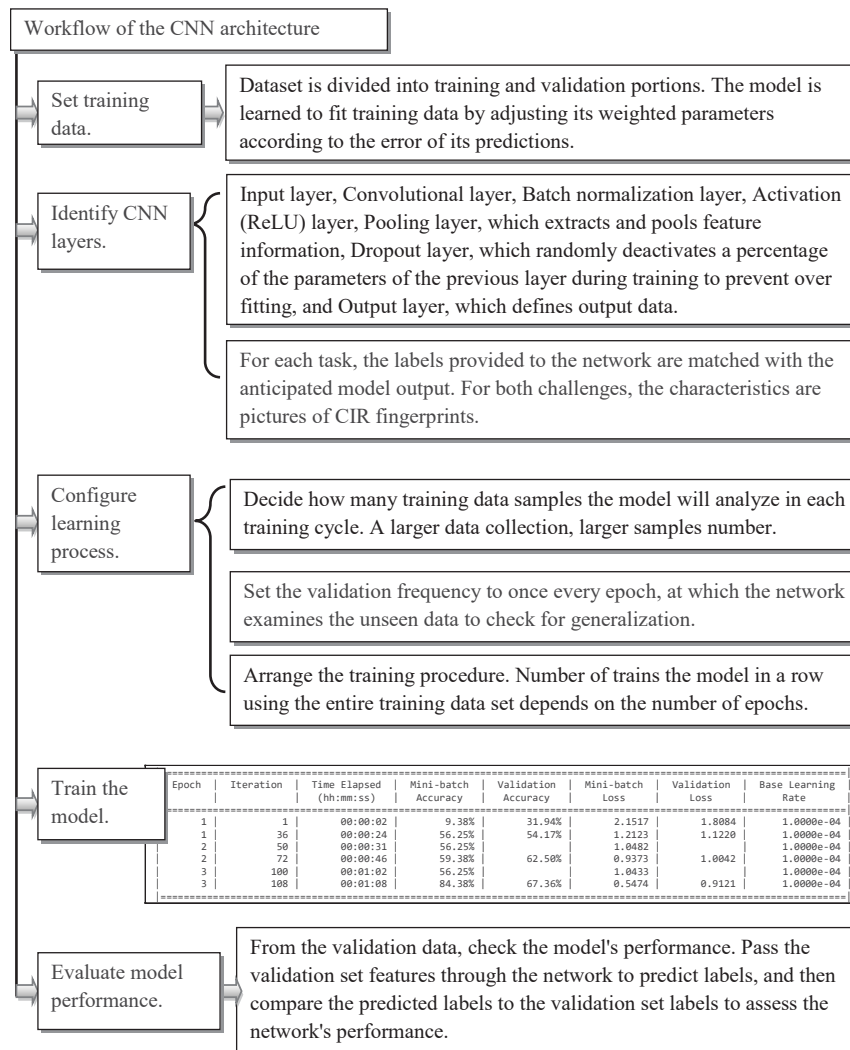 Workflow of the CNN architecture
Set training
data.
Dataset is divided into training and validation portions. The model is
learned to fit training data by adjusting its weighted parameters
according to the error of its predictions.
Identify CNN
layers.
Input layer, Convolutional layer, Batch normalization layer, Activation
(ReLU) layer, Pooling layer, which extracts and pools feature
information, Dropout layer, which randomly deactivates a percentage
of the parameters of the previous layer during training to prevent over
fitting, and Output layer, which defines output data.
For each task, the labels provided to the network are matched with the
anticipated model output. For both challenges, the characteristics are
pictures of CIR fingerprints.
Configure
learning
process.
Decide how many training data samples the model will analyze in each
training cycle. A larger data collection, larger samples number.
Set the validation frequency to once every epoch, at which the network
examines the unseen data to check for generalization.
Arrange the training procedure. Number of trains the model in a row
using the entire training data set depends on the number of epochs.
Train the
model.
Epoch | Iteration | Time Elapsed | Mini-batch | Validation | Mini-batch | Validation | Base Learning |
| | (hh:mm:ss) | Accuracy | Accuracy | Loss | Loss | Rate |
1 | 1 | 00:00:02 | 9.38% | 31.94% | 2.1517 | 1.8084 | 1.0000e-04 |
1 | 36 | 00:00:24 | 56.25% | 54.17% | 1.2123 | 1.1220 | 1.0000e-04 |
2 | 50 | 00:00:31 | 56.25% | | 1.0482 | | 1.0000e-04 |
2 | 72 | 00:00:46 | 59.38% | 62.50% | 0.9373 | 1.0042 | 1.0000e-04 |
3 | 100 | 00:01:02 | 56.25% | | 1.0433 | | 1.0000e-04 |
3 | 108 | 00:01:08 | 84.38% | 67.36% | 0.5474 | 0.9121 | 1.0000e-04 |
Evaluate model
performance.
From the validation data, check the model's performance. Pass the
validation set features through the network to predict labels, and then
compare the predicted labels to the validation set labels to assess the
network's performance.